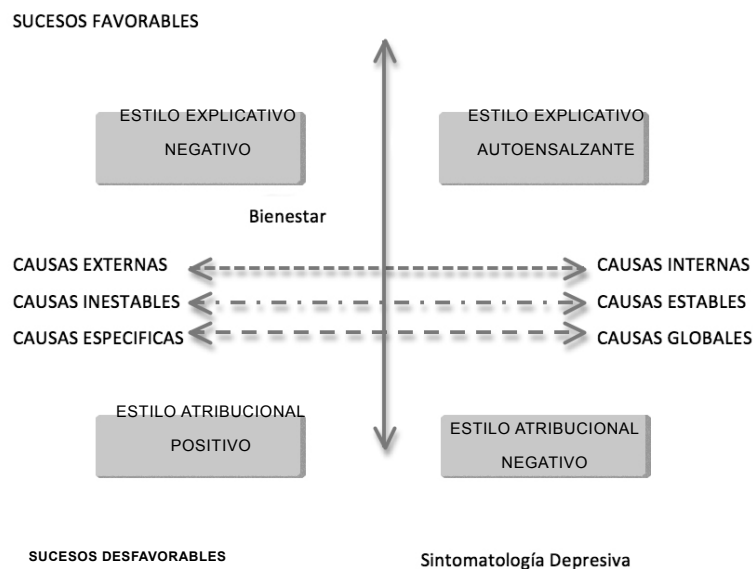 SUCESOS FAVORABLES
ESTILO EXPLICATIVO
NEGATIVO
ESTILO EXPLICATIVO
AUTOENSALZANTE
Bienestar
CAUSAS EXTERNAS
CAUSAS INTERNAS
CAUSAS INESTABLES
CAUSAS ESTABLES
CAUSAS ESPECIFICAS
CAUSAS GLOBALES
ESTILO ATRIBUCIONAL
POSITIVO
ESTILO ATRIBUCIONAL
NEGATIVO
SUCESOS DESFAVORABLES
Sintomatología Depresiva